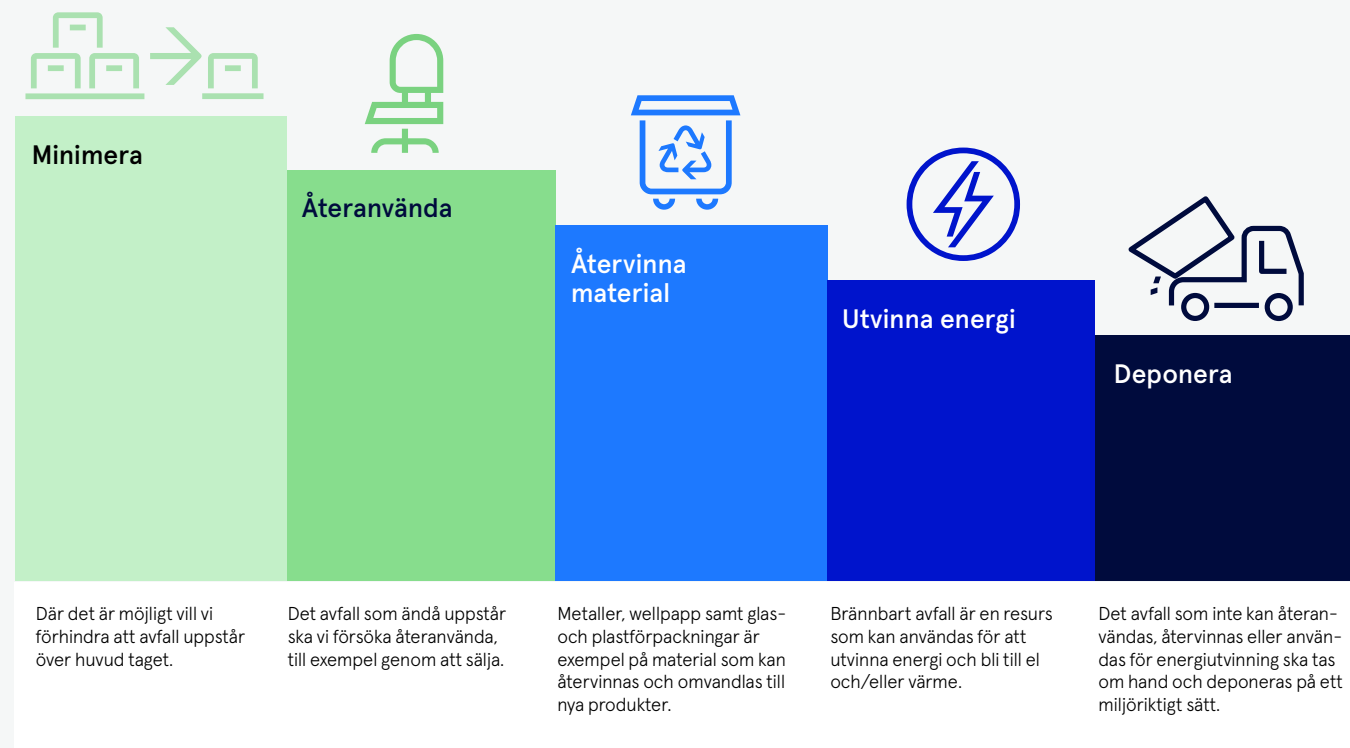 Minimera
Återanvända
Återvinna
material
Utvinna energi
Deponera
Där det är möjligt vill vi
förhindra att avfall uppstår
över huvud taget.
Det avfall som ändå uppstår
ska vi försöka återanvända,
till exempel genom att sälja.
Metaller, wellpapp samt glas-
och plastförpackningar är
exempel på material som kan
återvinnas och omvandlas till
nya produkter.
Brännbart avfall är en resurs
som kan användas för att
utvinna energi och bli till el
och/eller värme.
Det avfall som inte kan återan-
vändas, återvinnas eller använ-
das för energiutvinning ska tas
om hand och deponeras på ett
miljöriktigt sätt.